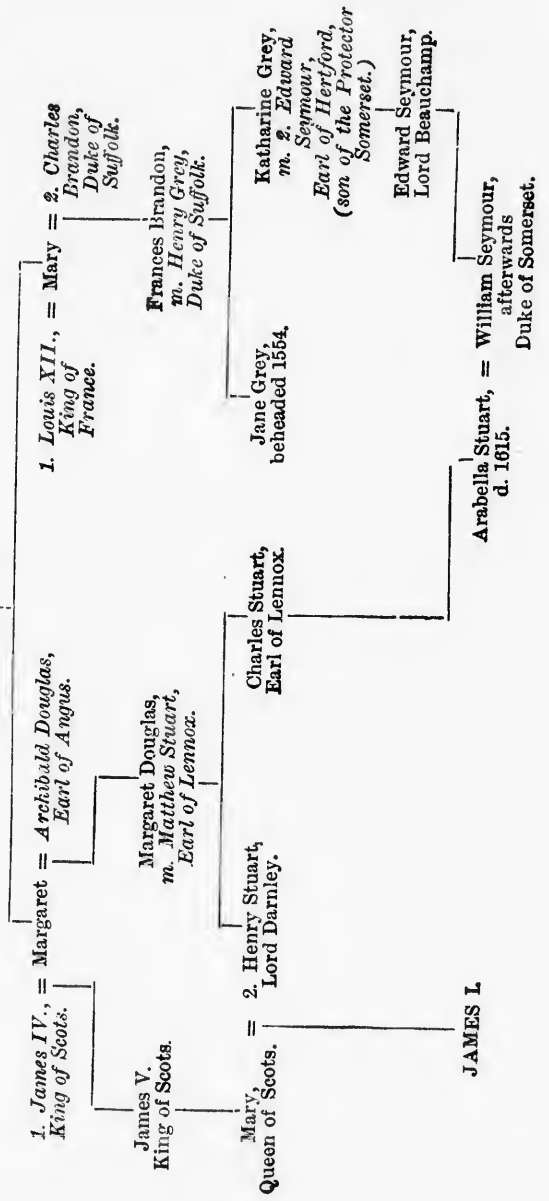 1. James IV., = Margaret = Archibald Douglas,
King of Scots.
Earl of Angus.
1. Louis XII., = Mary = 2. Charles
King of
France.
Brandon,
Duke of
Suffolk.
James V.
King of Scots.
Margaret Douglas,
m. Matthew Stuart,
Earl of Lennox.
Frances Brandon,
m. Henry Grey,
Duke of Suffolk.
Mary,
Queen of Scots.
= 2. Henry Stuart,
Lord Darnley.
Charles Stuart,
Earl of Lennox.
Jane Grey,
beheaded 1554.
Katharine Grey,
m. 2. Edward
Seymour,
Earl of Hertford,
(son of the Protector
Somerset.)
Edward Seymour,
Lord Beauchamp.
JAMES I.
Arabella Stuart, = William Seymour,
d. 1615.
afterwards
Duke of Somerset.